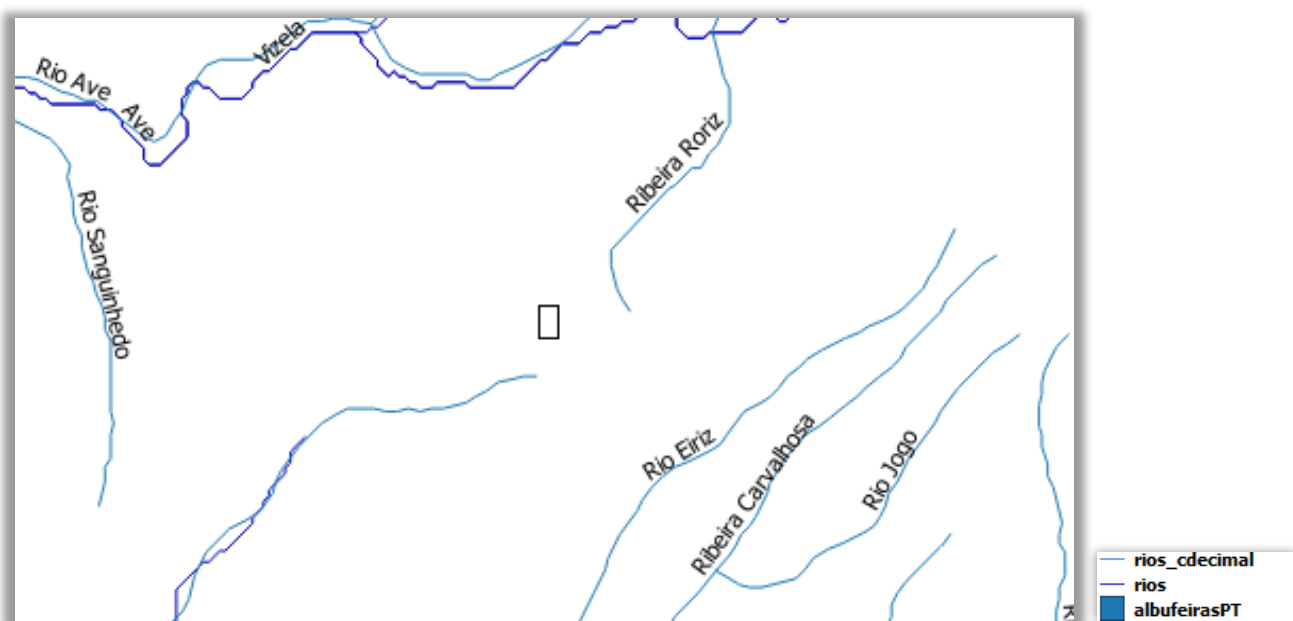 Vizela
Rio Ave
Ave
Ribeira Roriz
Rio Sanguinhedo
Rio Eiriz
Ribeira Carvalhosa
Rio Jogo
rios_cdecimal
rios
albufeirasPT